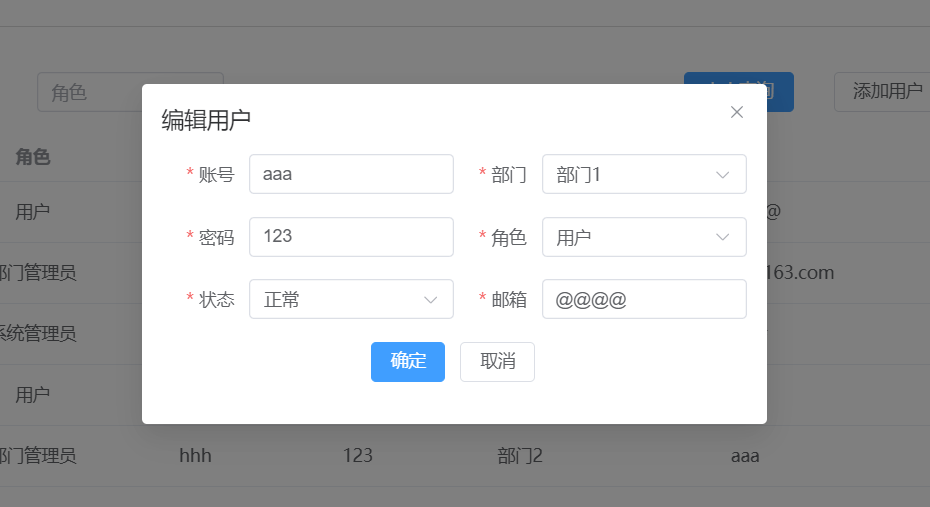 角色
添加用户
编辑用户
角色
* 账号 aaa * 部门 部门1
用户 @
* 密码 123 * 角色 用户
部门管理员 163.com
* 状态 正常 * 邮箱 @@@@
系统管理员
确定 取消
用户
部门管理员 hhh 123 部门2 aaa